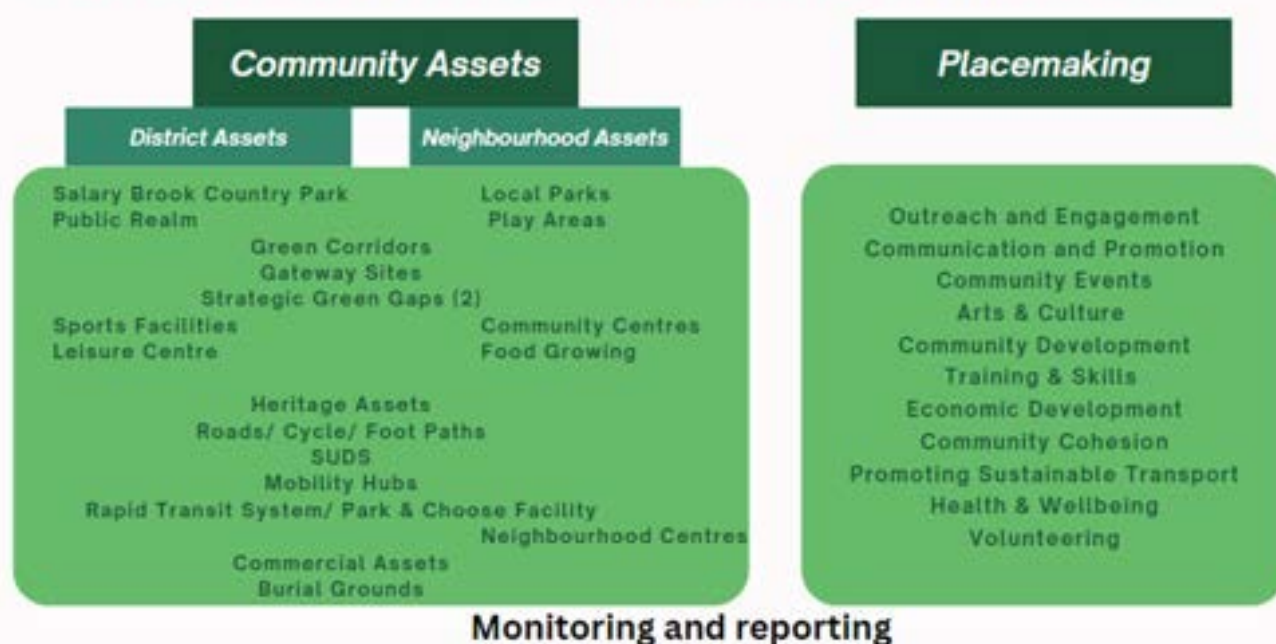 Community Assets
District Assets
Neighbourhood Assets
Salary Brook Country Park
Local Parks
Public Realm
Play Areas
Green Corridors
Gateway Sites
Strategic Green Gaps (2)
Sports Facilities
Community Centres
Leisure Centre
Food Growing
Heritage Assets
Roads/ Cycle/ Foot Paths
SUDS
Mobility Hubs
Rapid Transit System/ Park & Choose Facility
Neighbourhood Centres
Commercial Assets
Burial Grounds
Placemaking
Outreach and Engagement
Communication and Promotion
Community Events
Arts & Culture
Community Development
Training & Skills
Economic Development
Community Cohesion
Promoting Sustainable Transport
Health & Wellbeing
Volunteering
Monitoring and reporting